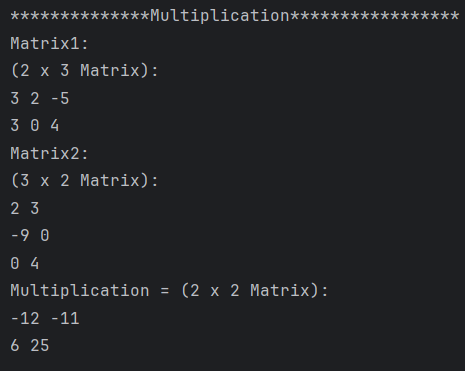 **************Multiplication*****************
Matrix1:
(2 x 3 Matrix):
3 2 -5
3 0 4
Matrix2:
(3 x 2 Matrix):
2 3
-9 0
0 4
Multiplication = (2 x 2 Matrix):
-12 -11
6 25